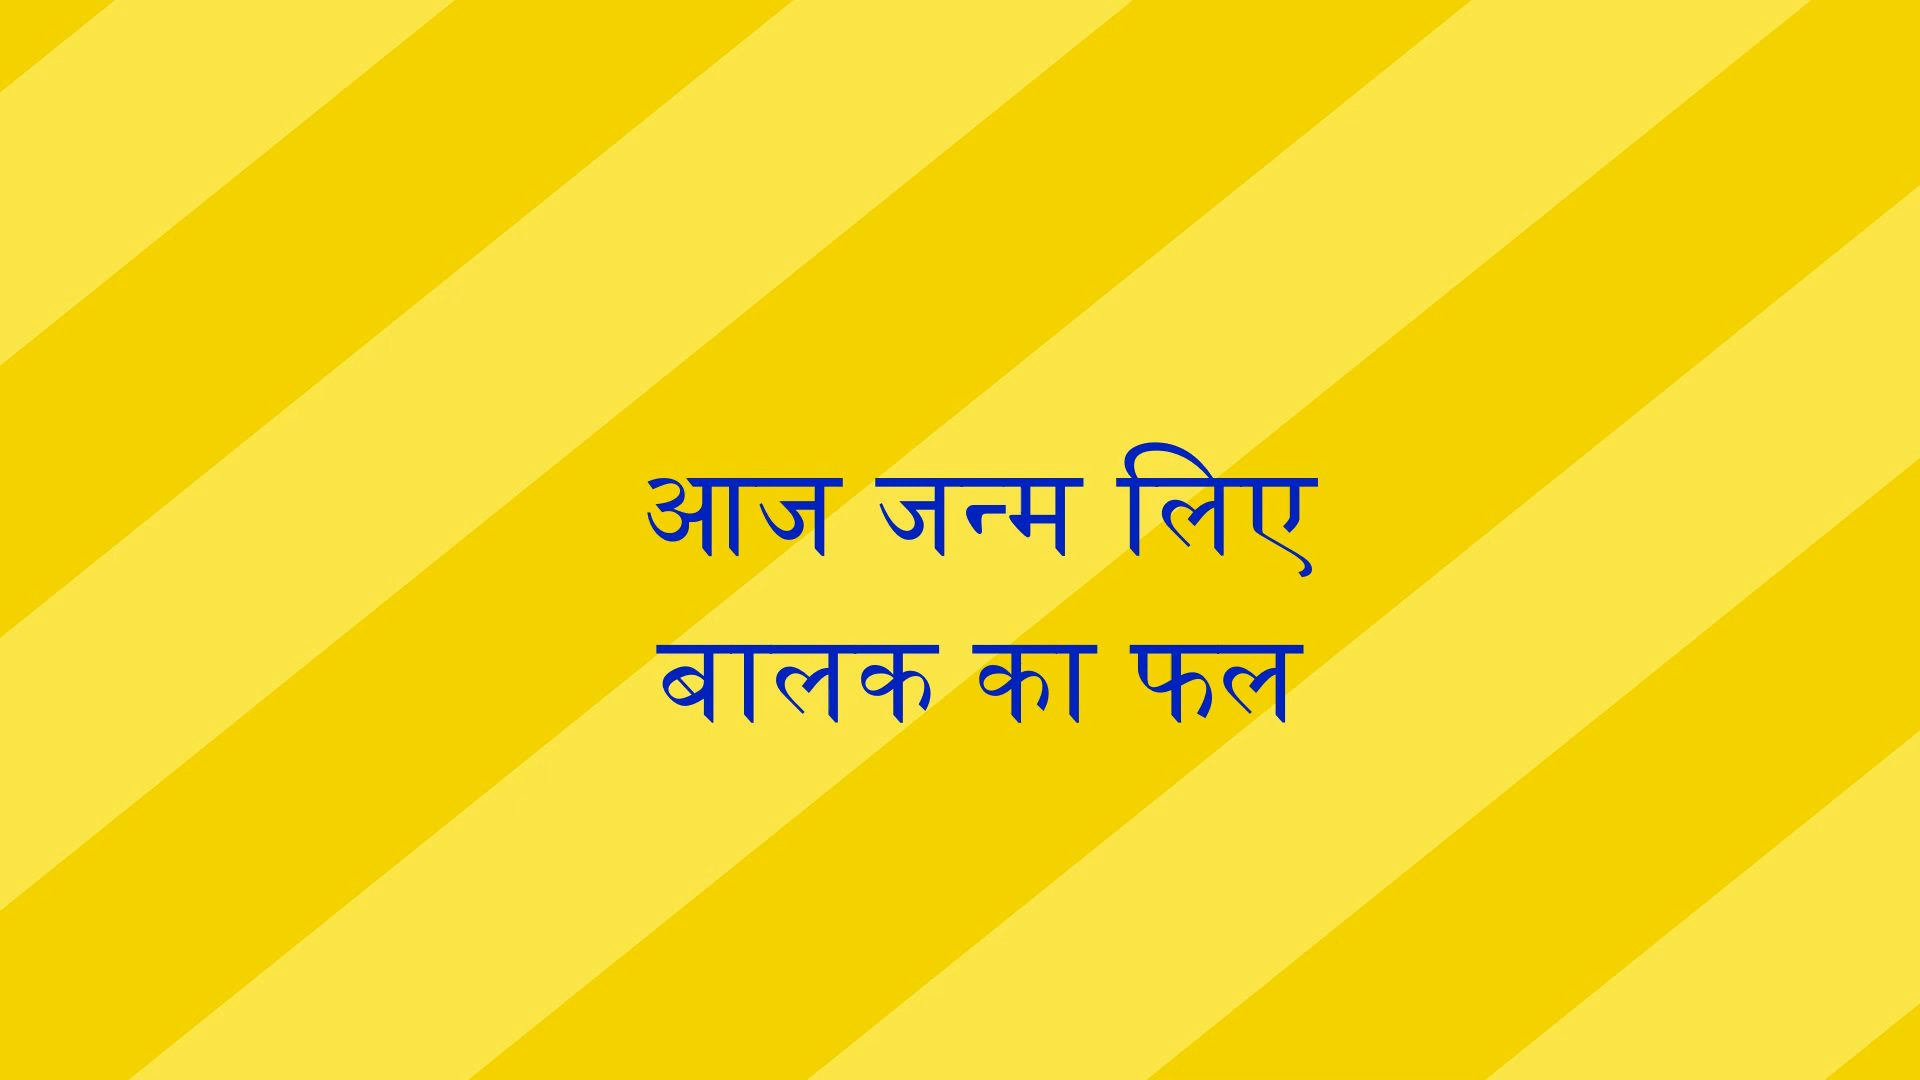 आज जन्म लिए
बालक का फल